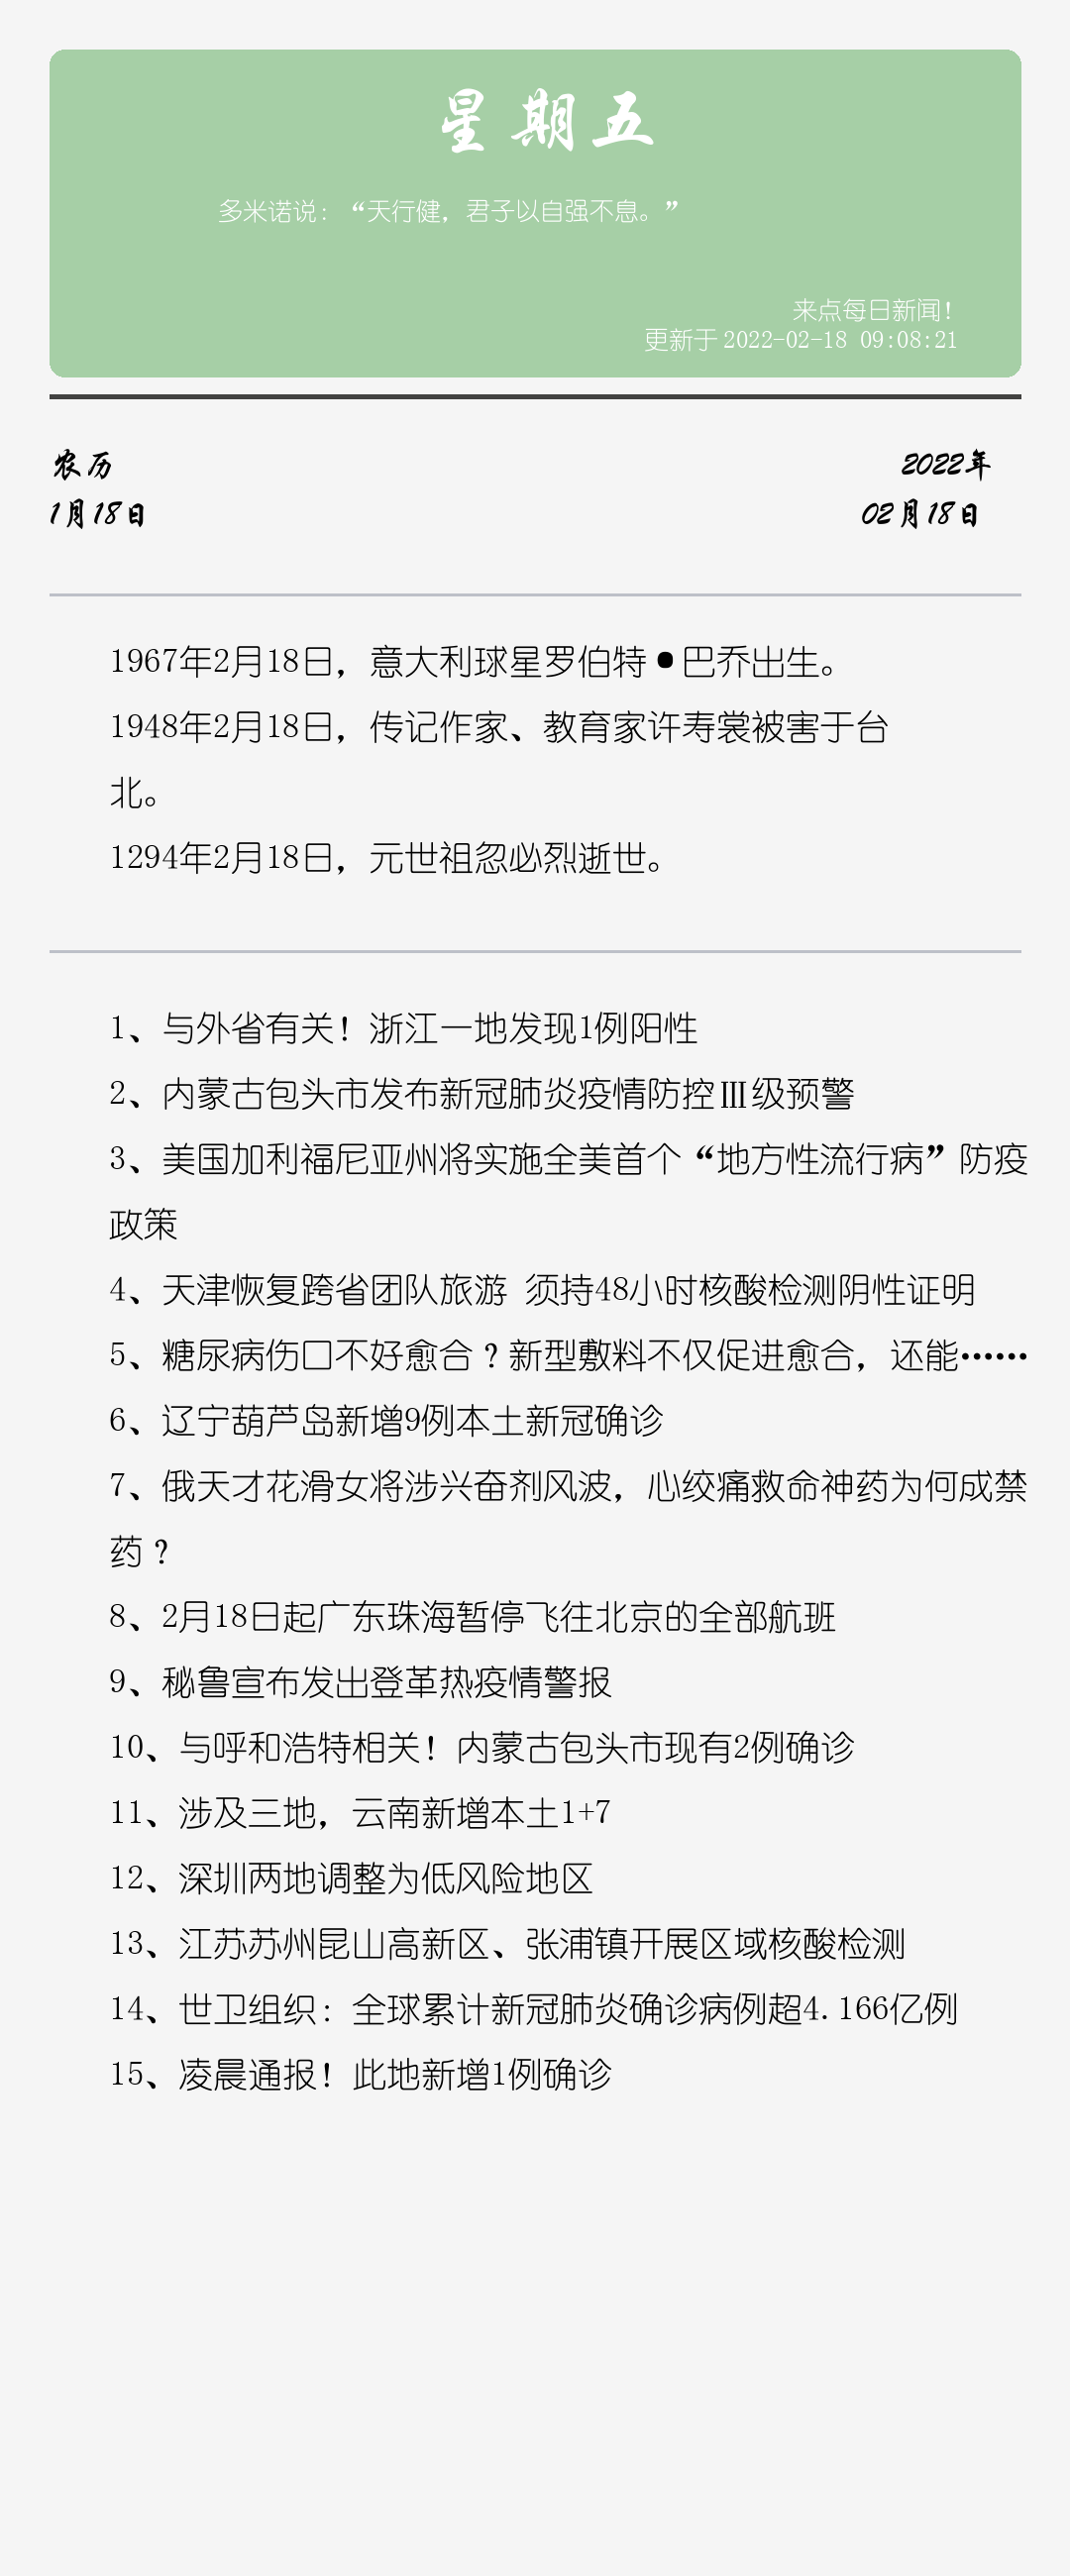 星期五
多米诺说：“天行健，君子以自强不息。”
来点每日新闻！
更新于 2022-02-18 09:08:21
农历
2022年
1月18日
02月18日
1967年2月18日，意大利球星罗伯特●巴乔出生。
1948年2月18日，传记作家、教育家许寿裳被害于台
北。
1294年2月18日，元世祖忽必烈逝世。
1、与外省有关！浙江一地发现1例阳性
2、内蒙古包头市发布新冠肺炎疫情防控Ⅲ级预警
3、美国加利福尼亚州将实施全美首个“地方性流行病”防疫
政策
4、天津恢复跨省团队旅游 须持48小时核酸检测阴性证明
5、糖尿病伤口不好愈合？新型敷料不仅促进愈合，还能……
6、辽宁葫芦岛新增9例本土新冠确诊
7、俄天才花滑女将涉兴奋剂风波，心绞痛救命神药为何成禁
药？
8、2月18日起广东珠海暂停飞往北京的全部航班
9、秘鲁宣布发出登革热疫情警报
10、与呼和浩特相关！内蒙古包头市现有2例确诊
11、涉及三地，云南新增本土1+7
12、深圳两地调整为低风险地区
13、江苏苏州昆山高新区、张浦镇开展区域核酸检测
14、世卫组织：全球累计新冠肺炎确诊病例超4.166亿例
15、凌晨通报！此地新增1例确诊